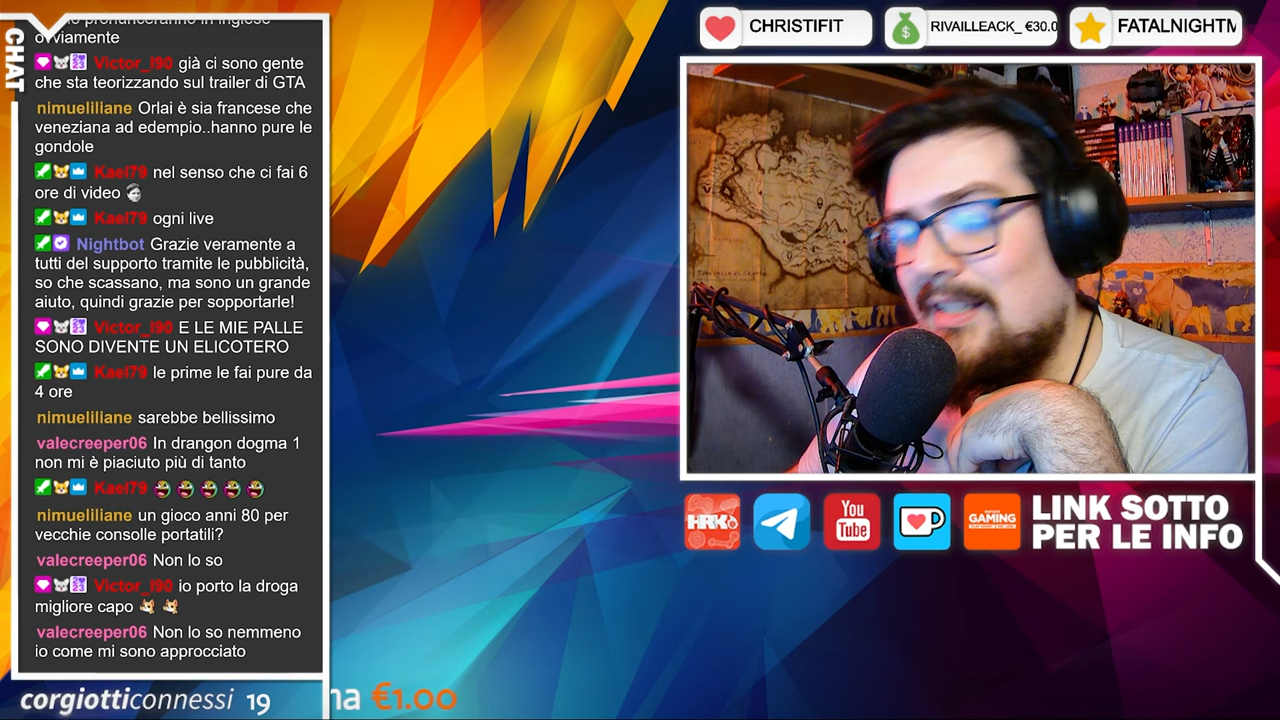 CHAT
no pronunceranno in inglese
ovviamente
Victor_l90 già ci sono gente
che sta teorizzando sul trailer di GTA
nimueliliane Orlai è sia francese che
veneziana ad edempio..hanno pure le
gondole
Kael79 nel senso che ci fai 6
ore di video
Kael79 ogni live
Nightbot Grazie veramente a
tutti del supporto tramite le pubblicità,
so che scassano, ma sono un grande
aiuto, quindi grazie per sopportarle!
Victor_l90 E LE MIE PALLE
SONO DIVENTE UN ELICOTERO
Kael79 le prime le fai pure da
4 ore
nimueliliane sarebbe bellissimo
valecreeper06 In drangon dogma 1
non mi è piaciuto più di tanto
Kael79
nimueliliane un gioco anni 80 per
vecchie consolle portatili?
valecreeper06 Non lo so
Victor_l90 io porto la droga
migliore capo
valecreeper06 Non lo so nemmeno
io come mi sono approcciato
corgiotticonnessi 19
na €1.00
CHRISTIFIT
RIVAILLEACK_ €30.0
FATALNIGHTM
HRK
You
Tube
INSTANT
GAMING
LINK SOTTO
PER LE INFO